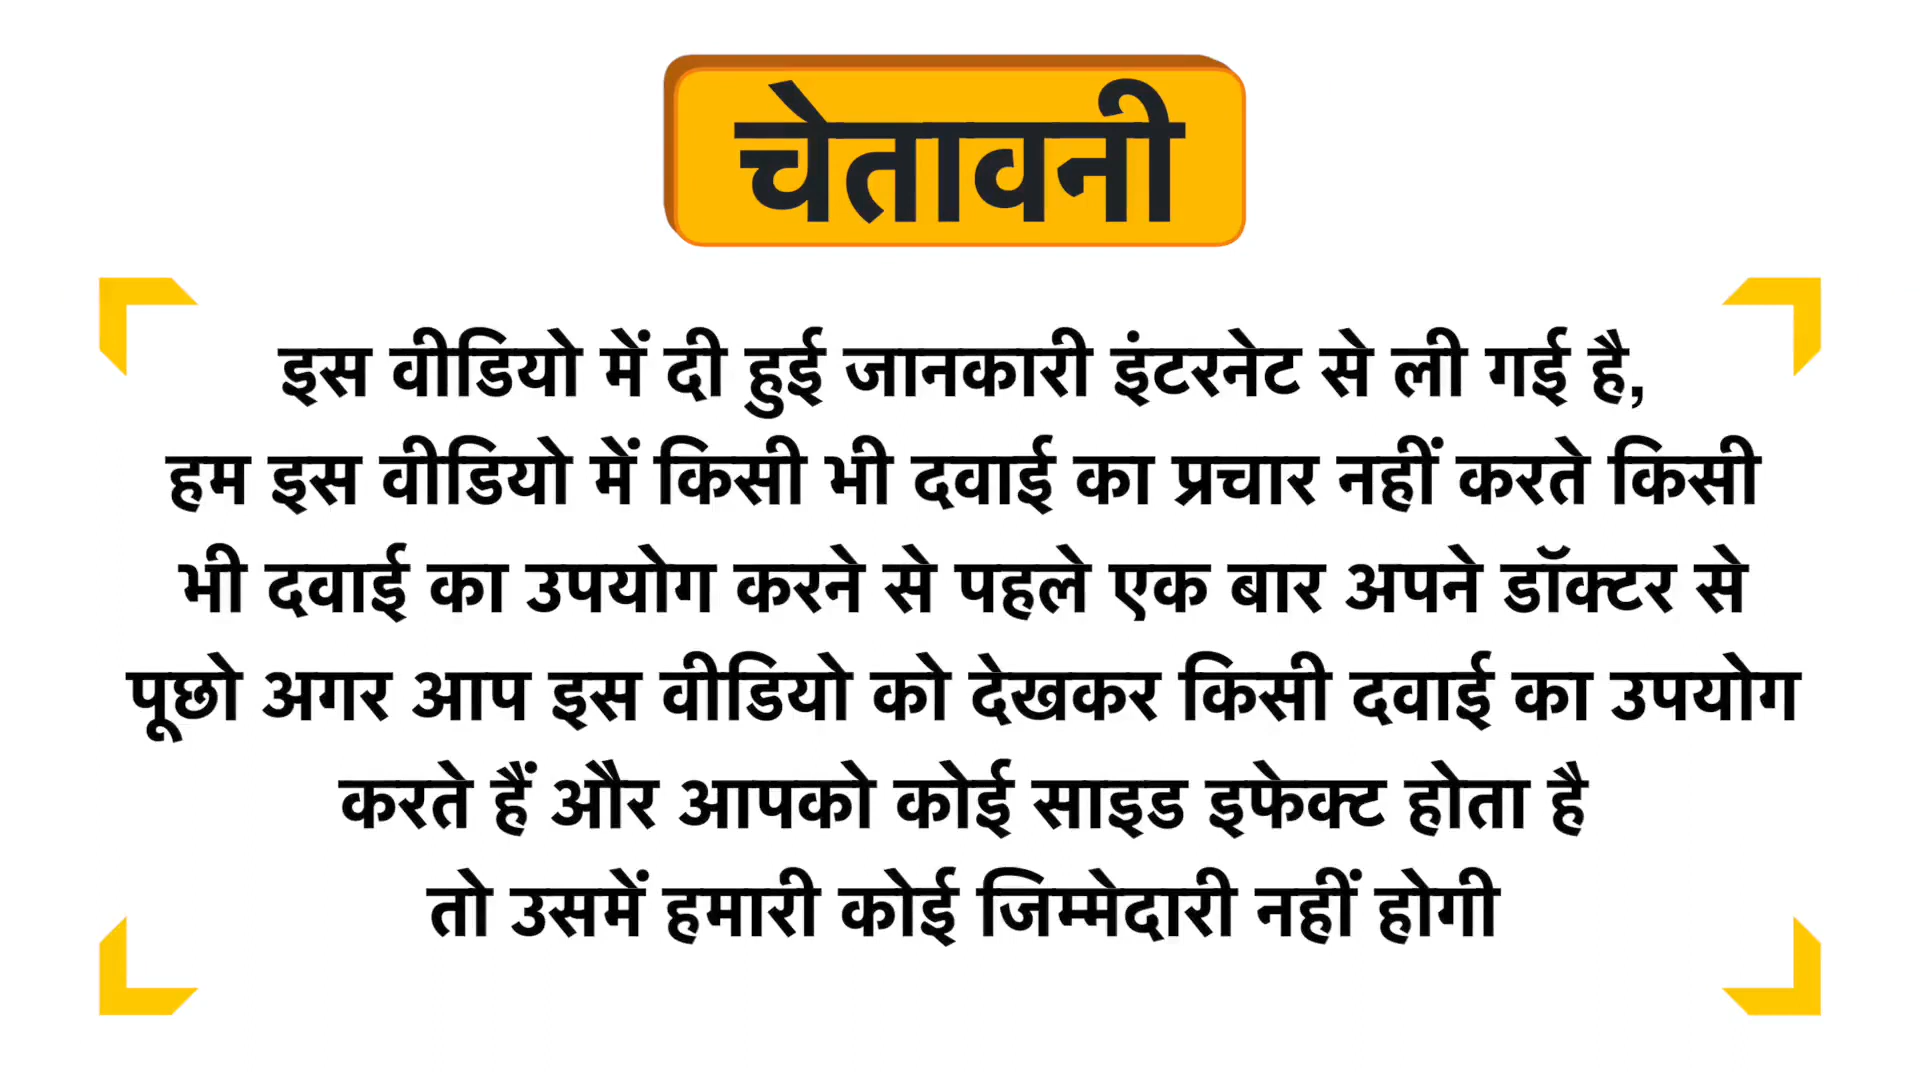 चेतावनी
इस वीडियो में दी हुई जानकारी इंटरनेट से ली गई है,
हम इस वीडियो में किसी भी दवाई का प्रचार नहीं करते किसी
भी दवाई का उपयोग करने से पहले एक बार अपने डॉक्टर से
पूछो अगर आप इस वीडियो को देखकर किसी दवाई का उपयोग
करते हैं और आपको कोई साइड इफेक्ट होता है
तो उसमें हमारी कोई जिम्मेदारी नहीं होगी